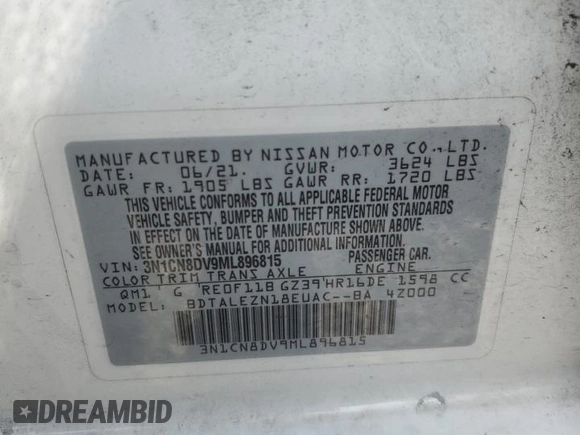 MANUFACTURED BY NISSAN MOTOR CO., LTD.
DATE: 06/21. GVWR: 3624 LBS
GAWR FR: 1905 LBS GAWR RR: 1720 LBS
THIS VEHICLE CONFORMS TO ALL APPLICABLE FEDERAL MOTOR
VEHICLE SAFETY, BUMPER AND THEFT PREVENTION STANDARDS
IN EFFECT ON THE DATE OF MANUFACTURE SHOWN ABOVE.
SEE OWNER'S MANUAL FOR ADDITIONAL INFORMATION.
VIN: 3N1CN8DV9ML896815 PASSENGER CAR.
COLOR TRIM TRANS AXLE ENGINE
QM1 G RE0F11B GZ39 HR16DE 1598 CC
MODEL: BDTALEZN18EUAC--BA 4Z000
3N1CN8DV9ML896815
DREAMBID